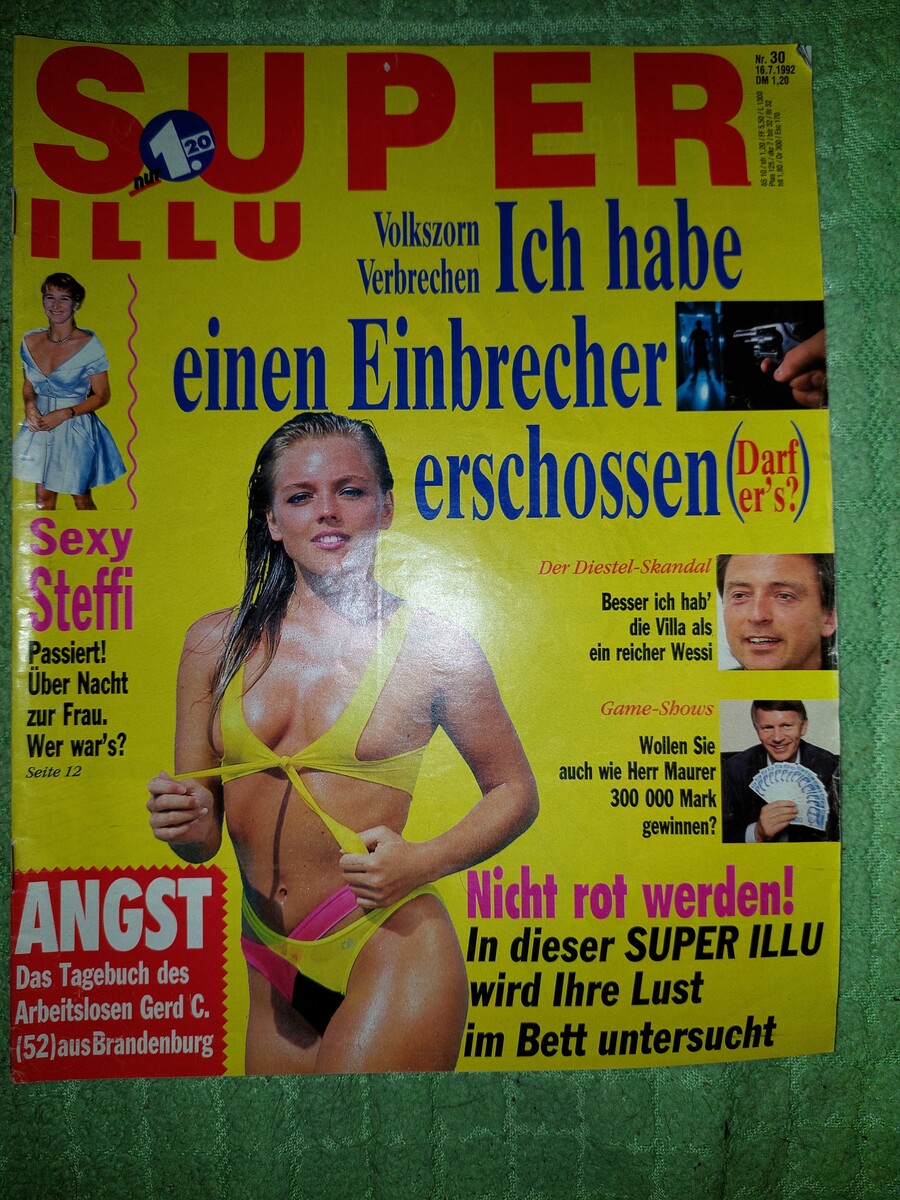 SUPER
ILLU
nur 1.20
Nr. 30
16.7.1992
DM 1,20
Volkszorn
Verbrechen
Ich habe
einen Einbrecher
erschossen
(Darf
er's?)
Sexy
Steffi
Passiert!
Über Nacht
zur Frau.
Wer war's?
Seite 12
Der Diestel-Skandal
Besser ich hab'
die Villa als
ein reicher Wessi
Game-Shows
Wollen Sie
auch wie Herr Maurer
300 000 Mark
gewinnen?
ANGST
Das Tagebuch des
Arbeitslosen Gerd C.
(52) aus Brandenburg
Nicht rot werden!
In dieser SUPER ILLU
wird Ihre Lust
im Bett untersucht